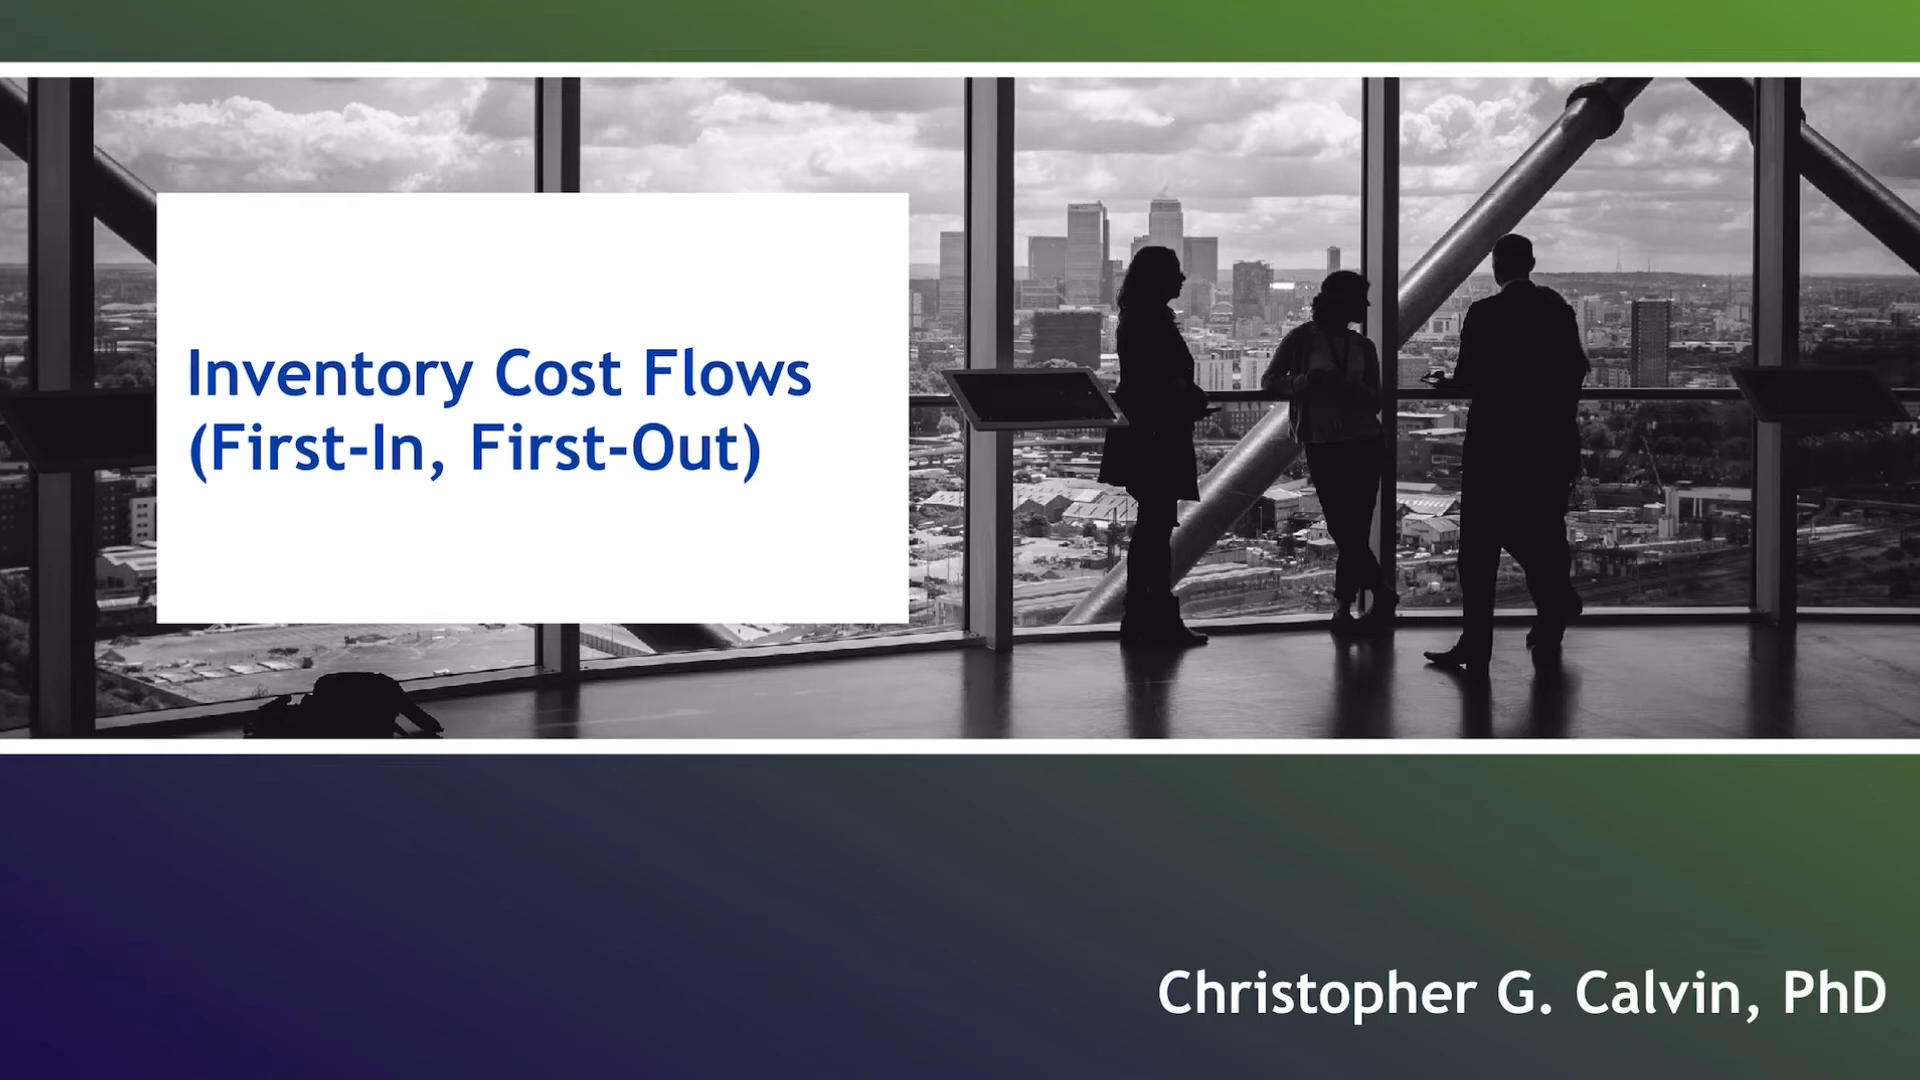 Inventory Cost Flows
(First-In, First-Out)
Christopher G. Calvin, PhD